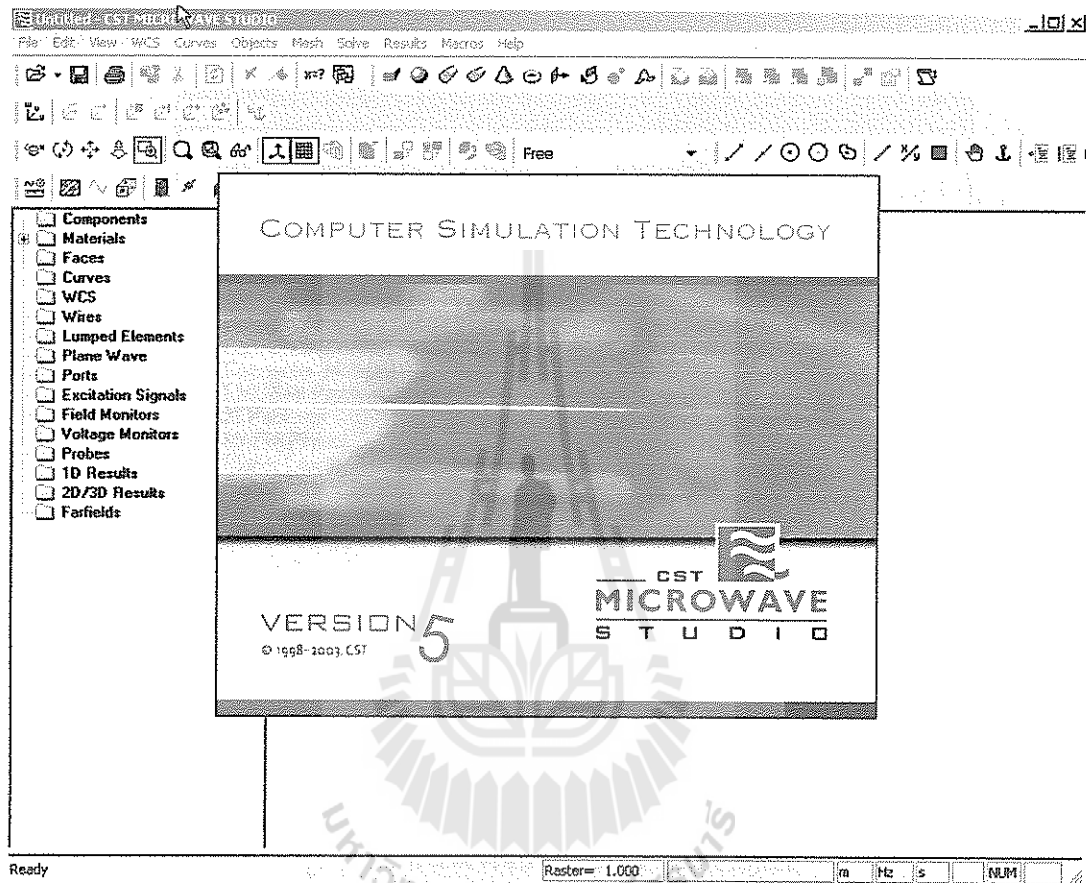 Untitled - CST MICROWAVE STUDIO
File Edit View WCS Curves Objects Mesh Solve Results Macros Help
Free
Components
Materials
Faces
Curves
WCS
Wires
Lumped Elements
Plane Wave
Ports
Excitation Signals
Field Monitors
Voltage Monitors
Probes
1D Results
2D/3D Results
Farfields
COMPUTER SIMULATION TECHNOLOGY
VERSION 5
© 1998-2003, CST
CST
MICROWAVE
STUDIO
Ready
Raster= 1.000
m
Hz
s
NUM